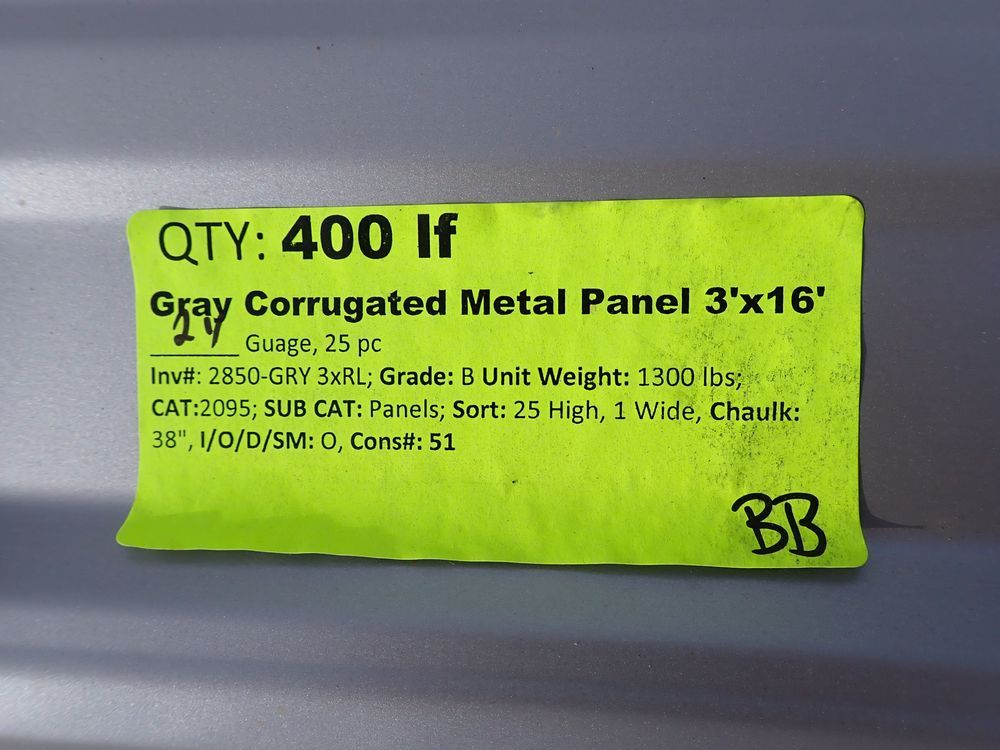 QTY: 400 lf
Gray Corrugated Metal Panel 3'x16'
24 Guage, 25 pc
Inv#: 2850-GRY 3xRL; Grade: B Unit Weight: 1300 lbs;
CAT:2095; SUB CAT: Panels; Sort: 25 High, 1 Wide, Chaulk:
38", I/O/D/SM: O, Cons#: 51
BB